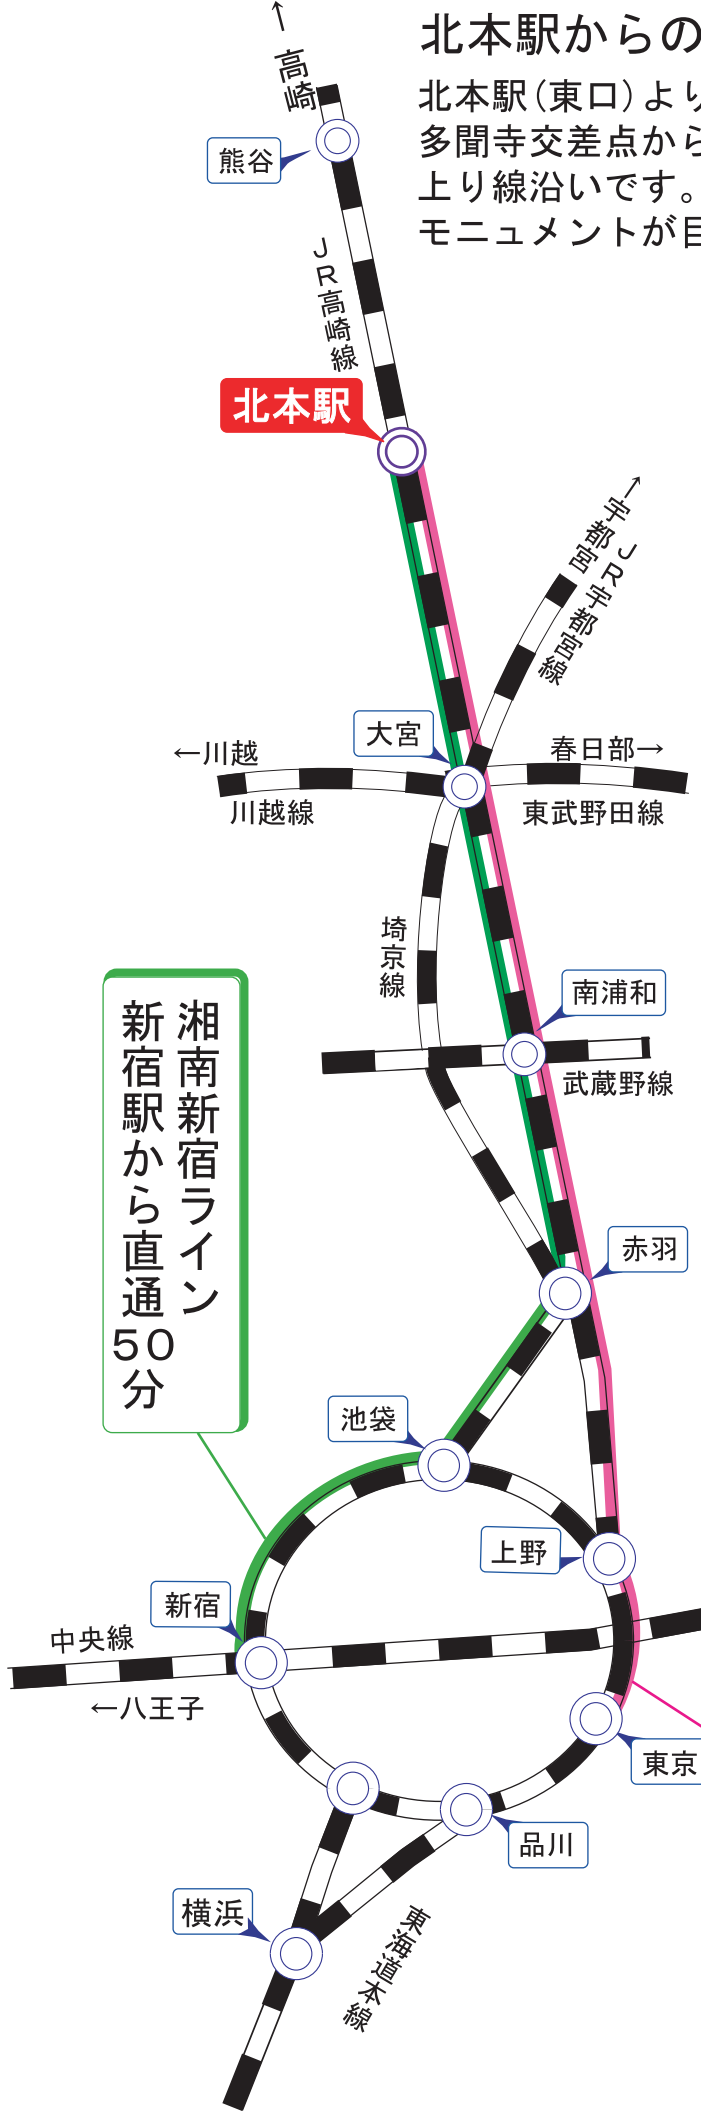 北本駅からの
北本駅（東口）より
多聞寺交差点から
上り線沿いです。
モニュメントが目
↑高崎
熊谷
ＪＲ高崎線
北本駅
↑宇都宮
ＪＲ宇都宮線
大宮
←川越
川越線
春日部→
東武野田線
埼京線
南浦和
武蔵野線
湘南新宿ライン
新宿駅から直通
50分
赤羽
池袋
上野
新宿
中央線
←八王子
東京
品川
横浜
東海道本線